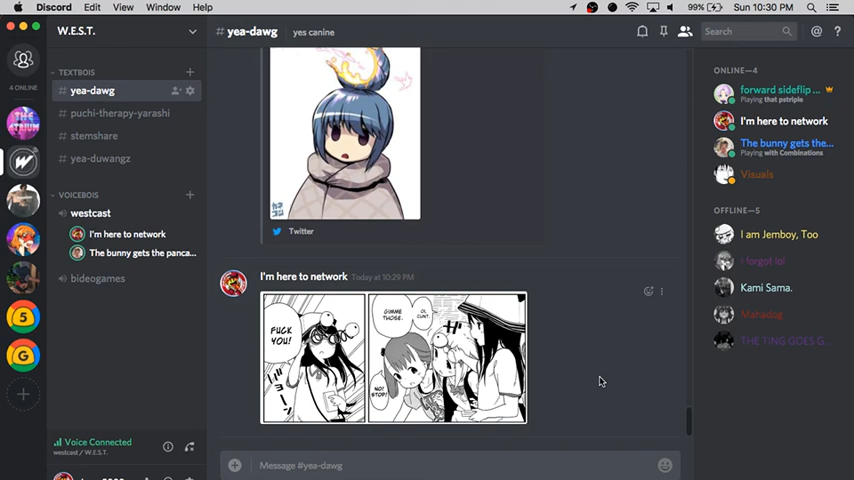 Discord Edit View Window Help
99% Sun 10:30 PM
W.E.S.T.
# yea-dawg yes canine
Search
4 ONLINE
TEXTBOIS
# yea-dawg
# puchi-therapy-yarashi
# stemshare
# yea-duwangz
VOICEBOIS
westcast
I'm here to network
The bunny gets the panca...
bideogames
THE ATRIUM
Voice Connected
westcast / W.E.S.T.
Twitter
I'm here to network Today at 10:29 PM
FUCK YOU!
GIMME THOSE.
OL CUNT.
NO! STOP!
Message #yea-dawg
ONLINE—4
forward sideflip ...
Playing that pstriple
I'm here to network
The bunny gets the...
Playing with Combinations
Visuals
OFFLINE—5
I am Jemboy, Too
I forgot lol
Kami Sama.
Mahadog
THE TING GOES G...